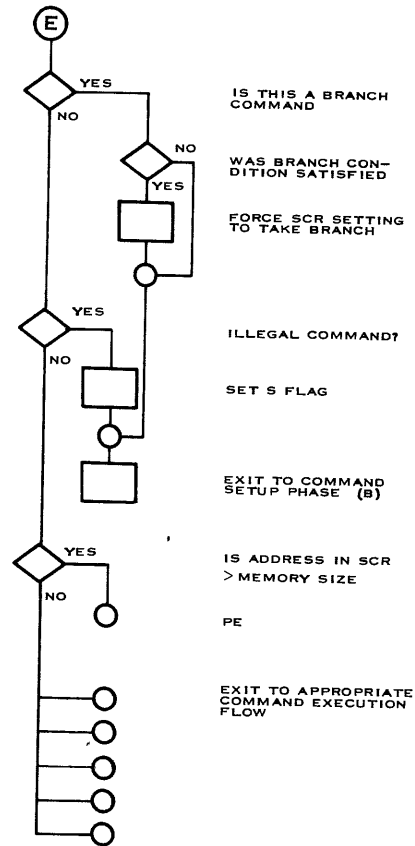 E
YES
IS THIS A BRANCH
COMMAND
NO
NO
WAS BRANCH CON-
DITION SATISFIED
YES
FORCE SCR SETTING
TO TAKE BRANCH
YES
ILLEGAL COMMAND?
NO
SET S FLAG
EXIT TO COMMAND
SETUP PHASE (B)
YES
IS ADDRESS IN SCR
> MEMORY SIZE
NO
PE
EXIT TO APPROPRIATE
COMMAND EXECUTION
FLOW